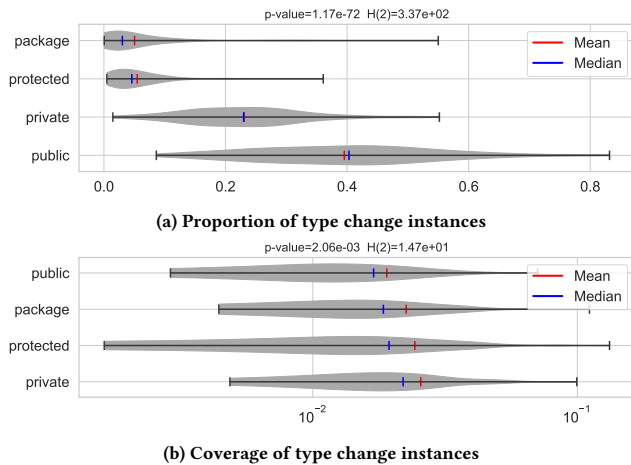 p-value=1.17e-72 H(2)=3.37e+02
package
protected
private
public
Mean
Median
0.0 0.2 0.4 0.6 0.8
(a) Proportion of type change instances
p-value=2.06e-03 H(2)=1.47e+01
public
package
protected
private
Mean
Median
10⁻² 10⁻¹
(b) Coverage of type change instances